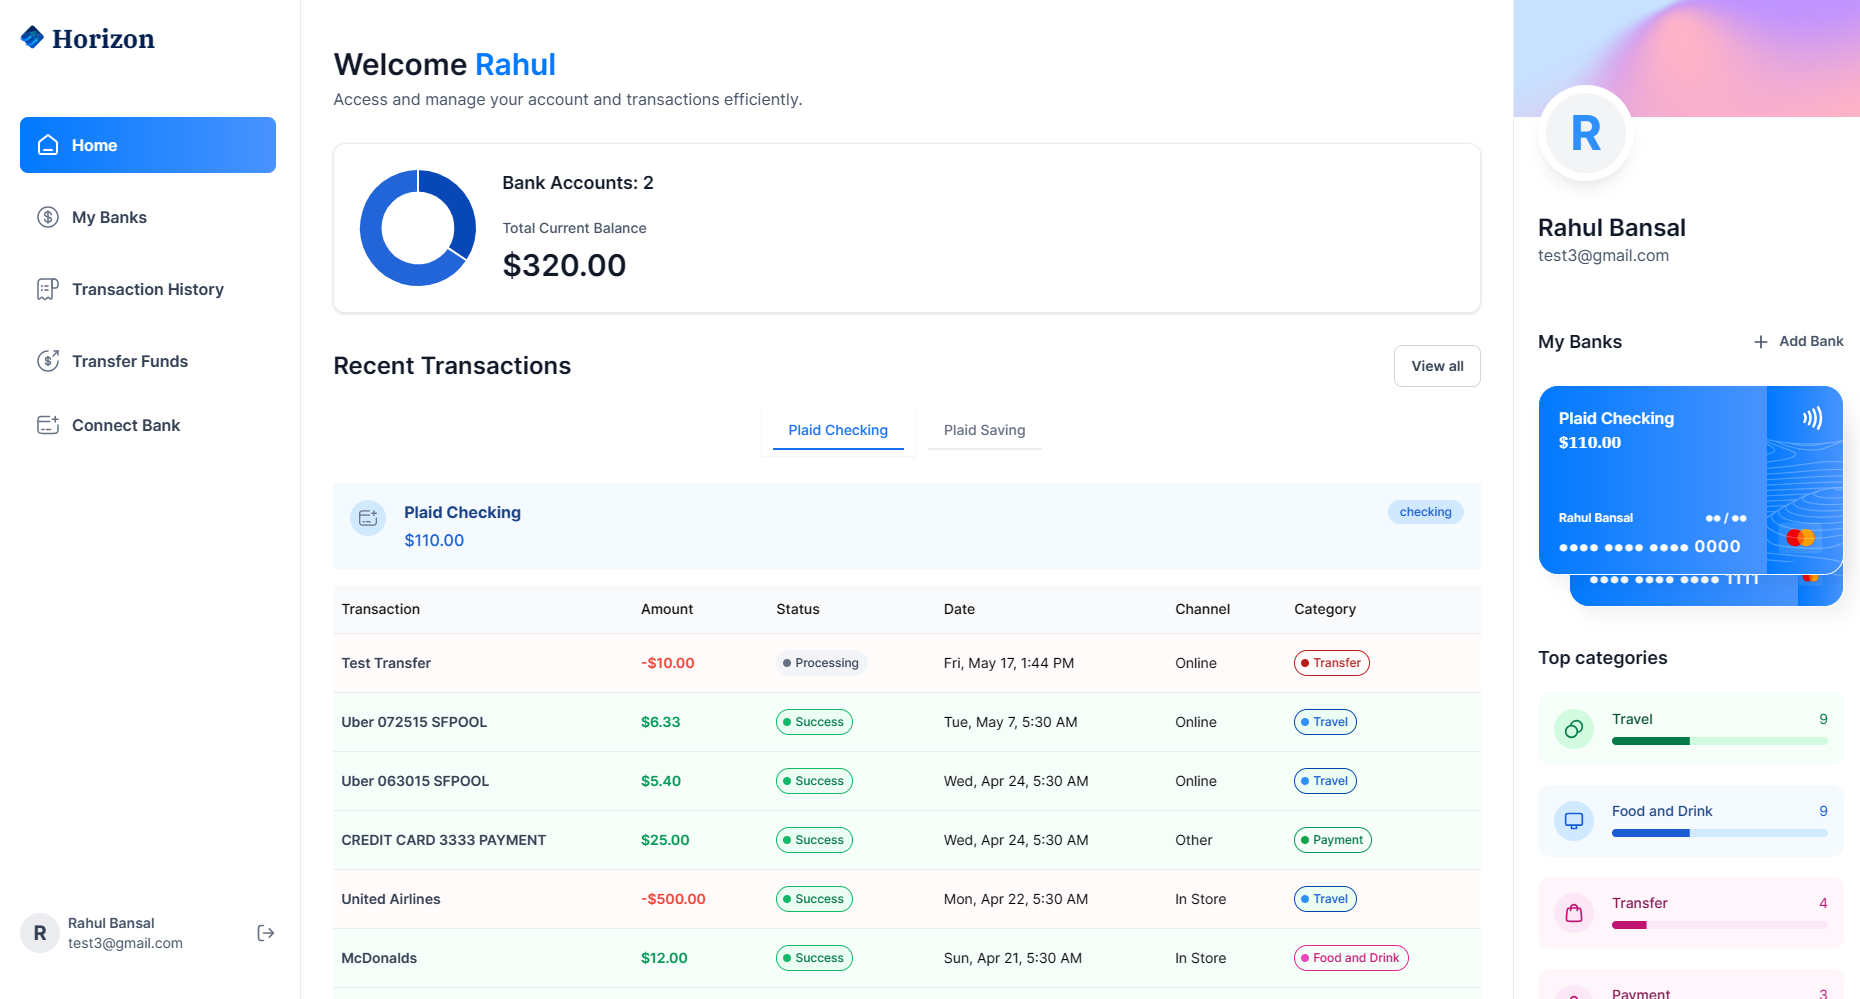 Horizon
Home
My Banks
Transaction History
Transfer Funds
Connect Bank
R
Rahul Bansal
test3@gmail.com
Welcome Rahul
Access and manage your account and transactions efficiently.
Bank Accounts: 2
Total Current Balance
$320.00
Recent Transactions
View all
Plaid Checking Plaid Saving
Plaid Checking
$110.00
checking
Transaction Amount Status Date Channel Category
Test Transfer -$10.00 Processing Fri, May 17, 1:44 PM Online Transfer
Uber 072515 SFPOOL $6.33 Success Tue, May 7, 5:30 AM Online Travel
Uber 063015 SFPOOL $5.40 Success Wed, Apr 24, 5:30 AM Online Travel
CREDIT CARD 3333 PAYMENT $25.00 Success Wed, Apr 24, 5:30 AM Other Payment
United Airlines -$500.00 Success Mon, Apr 22, 5:30 AM In Store Travel
McDonalds $12.00 Success Sun, Apr 21, 5:30 AM In Store Food and Drink
R
Rahul Bansal
test3@gmail.com
My Banks
+ Add Bank
Plaid Checking
$110.00
Rahul Bansal ●● / ●●
●●●● ●●●● ●●●● 0000
●●●● ●●●● ●●●● 1111
Top categories
Travel 9
Food and Drink 9
Transfer 4
Payment 3